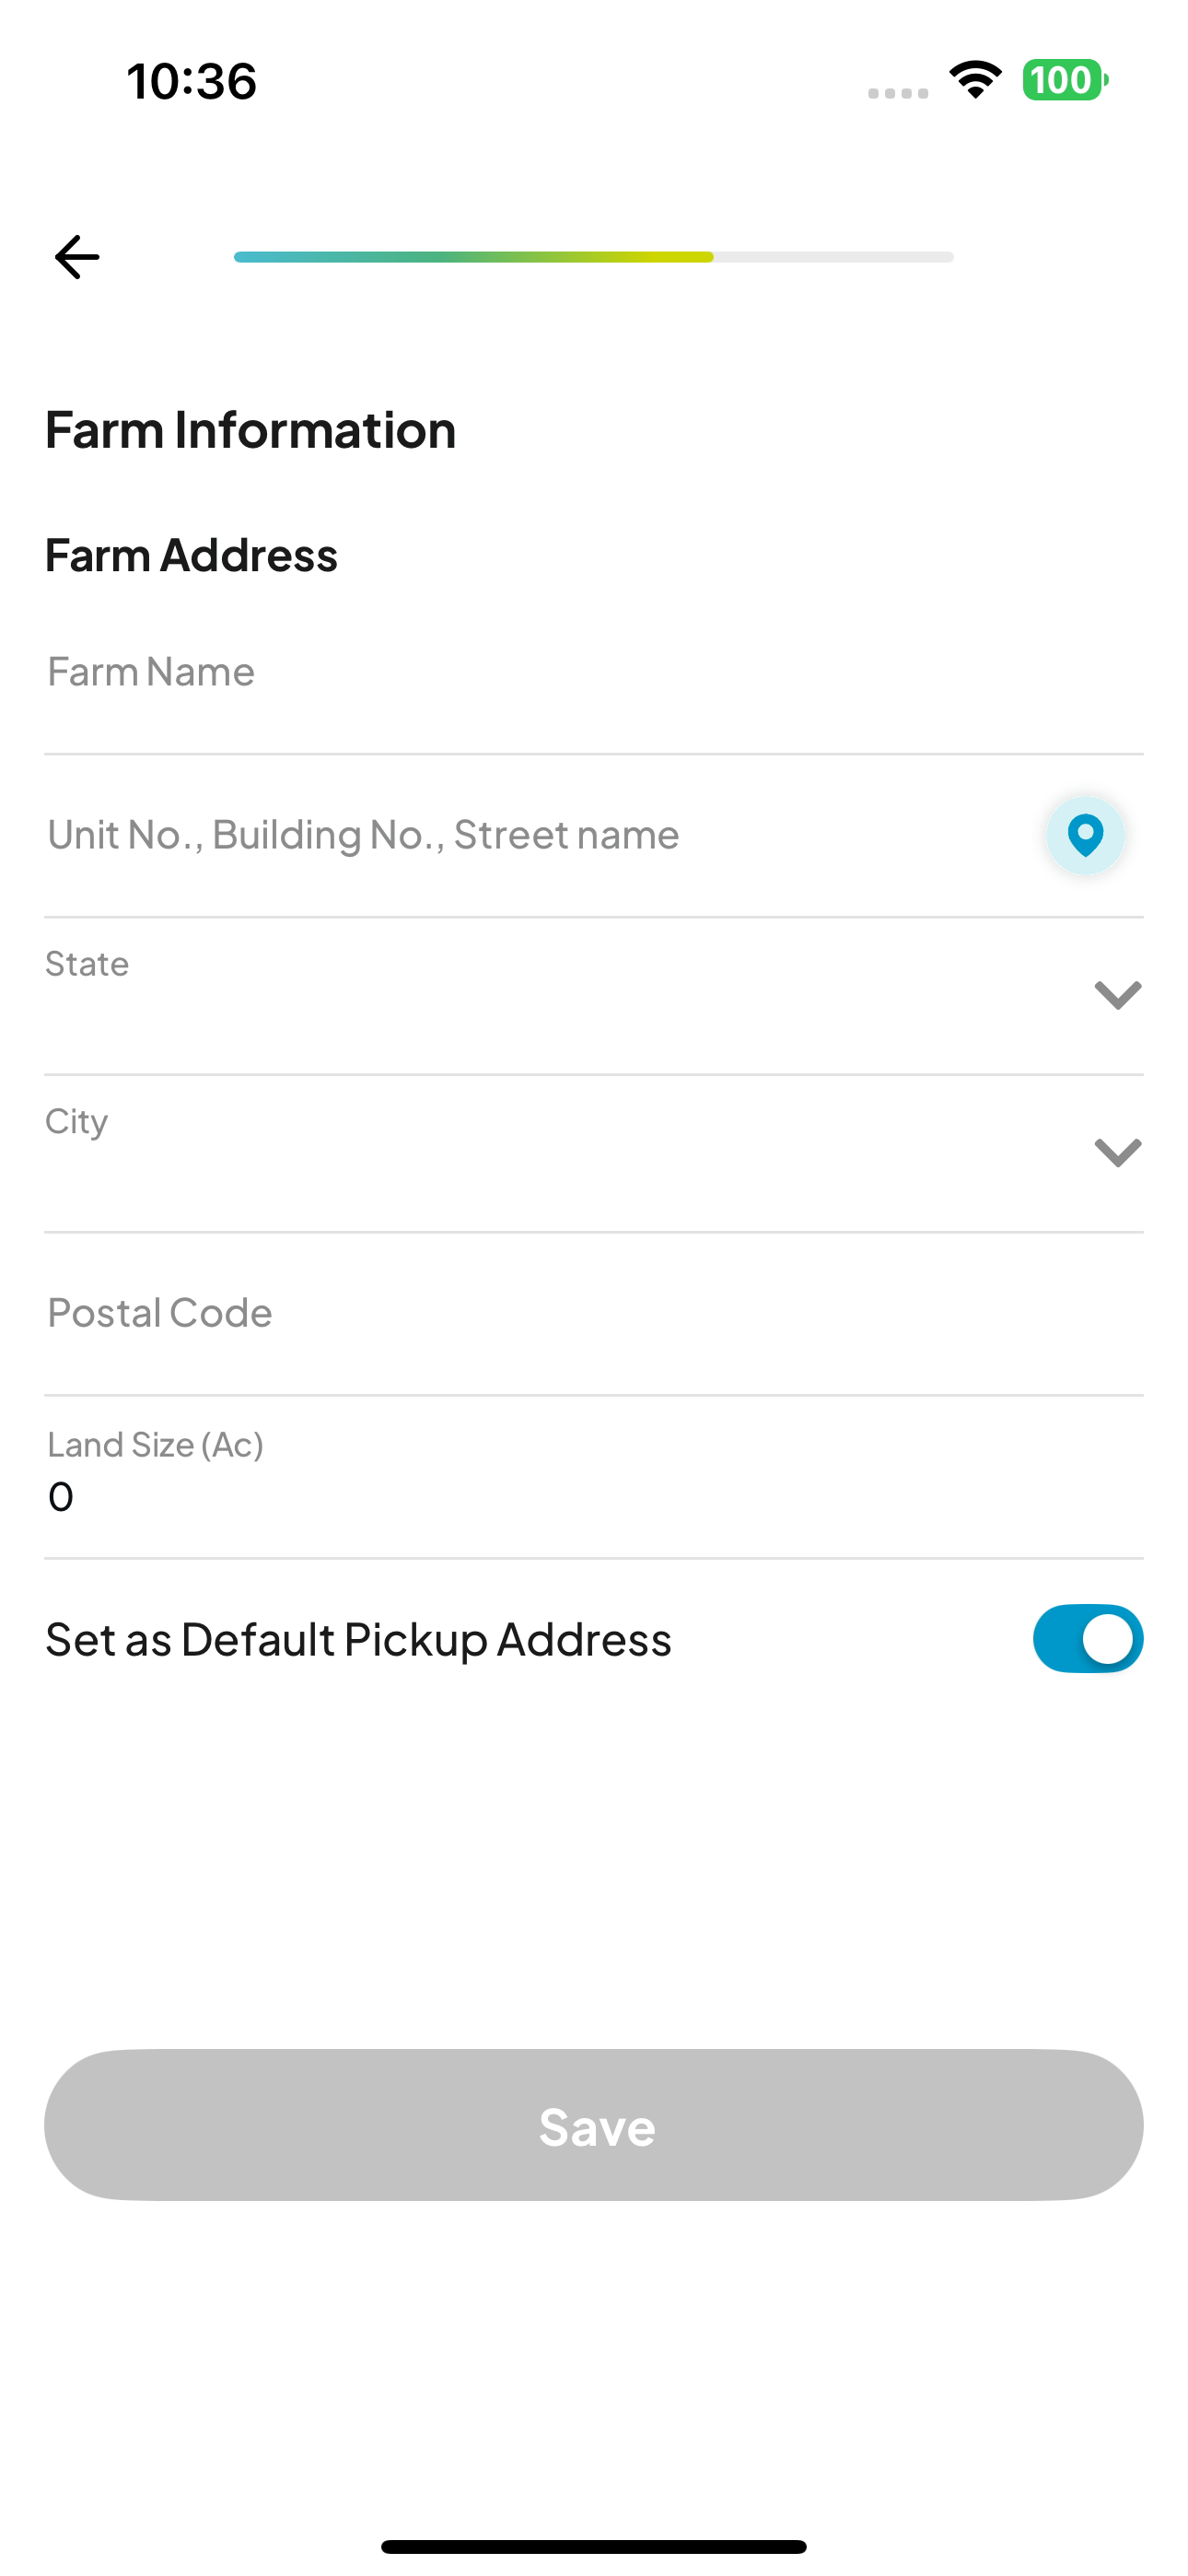 10:36
100
Farm Information
Farm Address
Farm Name
Unit No., Building No., Street name
State
City
Postal Code
Land Size (Ac)
0
Set as Default Pickup Address
Save